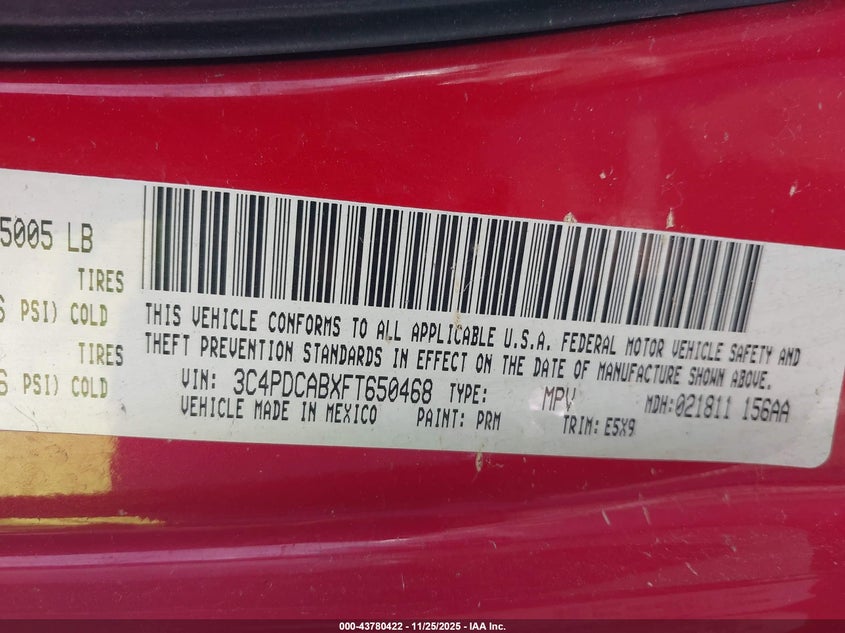 5005 LB
TIRES
PSI) COLD
TIRES
PSI) COLD
THIS VEHICLE CONFORMS TO ALL APPLICABLE U.S.A. FEDERAL MOTOR VEHICLE SAFETY AND
THEFT PREVENTION STANDARDS IN EFFECT ON THE DATE OF MANUFACTURE SHOWN ABOVE.
VIN: 3C4PDCABXFT650468 TYPE: MPV MDH:021811 156AA
VEHICLE MADE IN MEXICO PAINT: PRM TRIM: E5X9
000-43780422 - 11/25/2025 - IAA Inc.